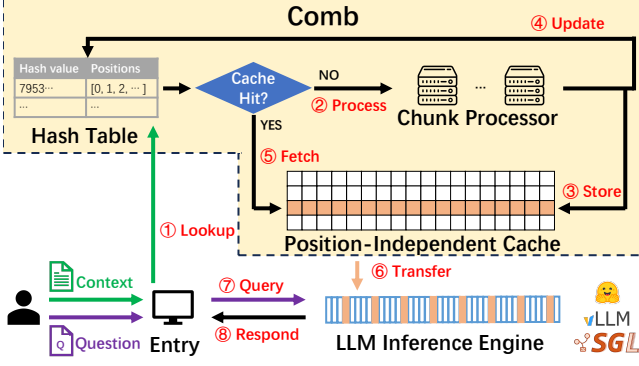 Comb
④ Update
Hash value Positions
7953··· [0, 1, 2, ··· ]
··· ···
Hash Table
Cache
Hit?
NO
② Process
···
Chunk Processor
YES
⑤ Fetch
③ Store
① Lookup
Position-Independent Cache
⑥ Transfer
Context
⑦ Query
Q Question
Entry
⑧ Respond
LLM Inference Engine
vLLM
SGL